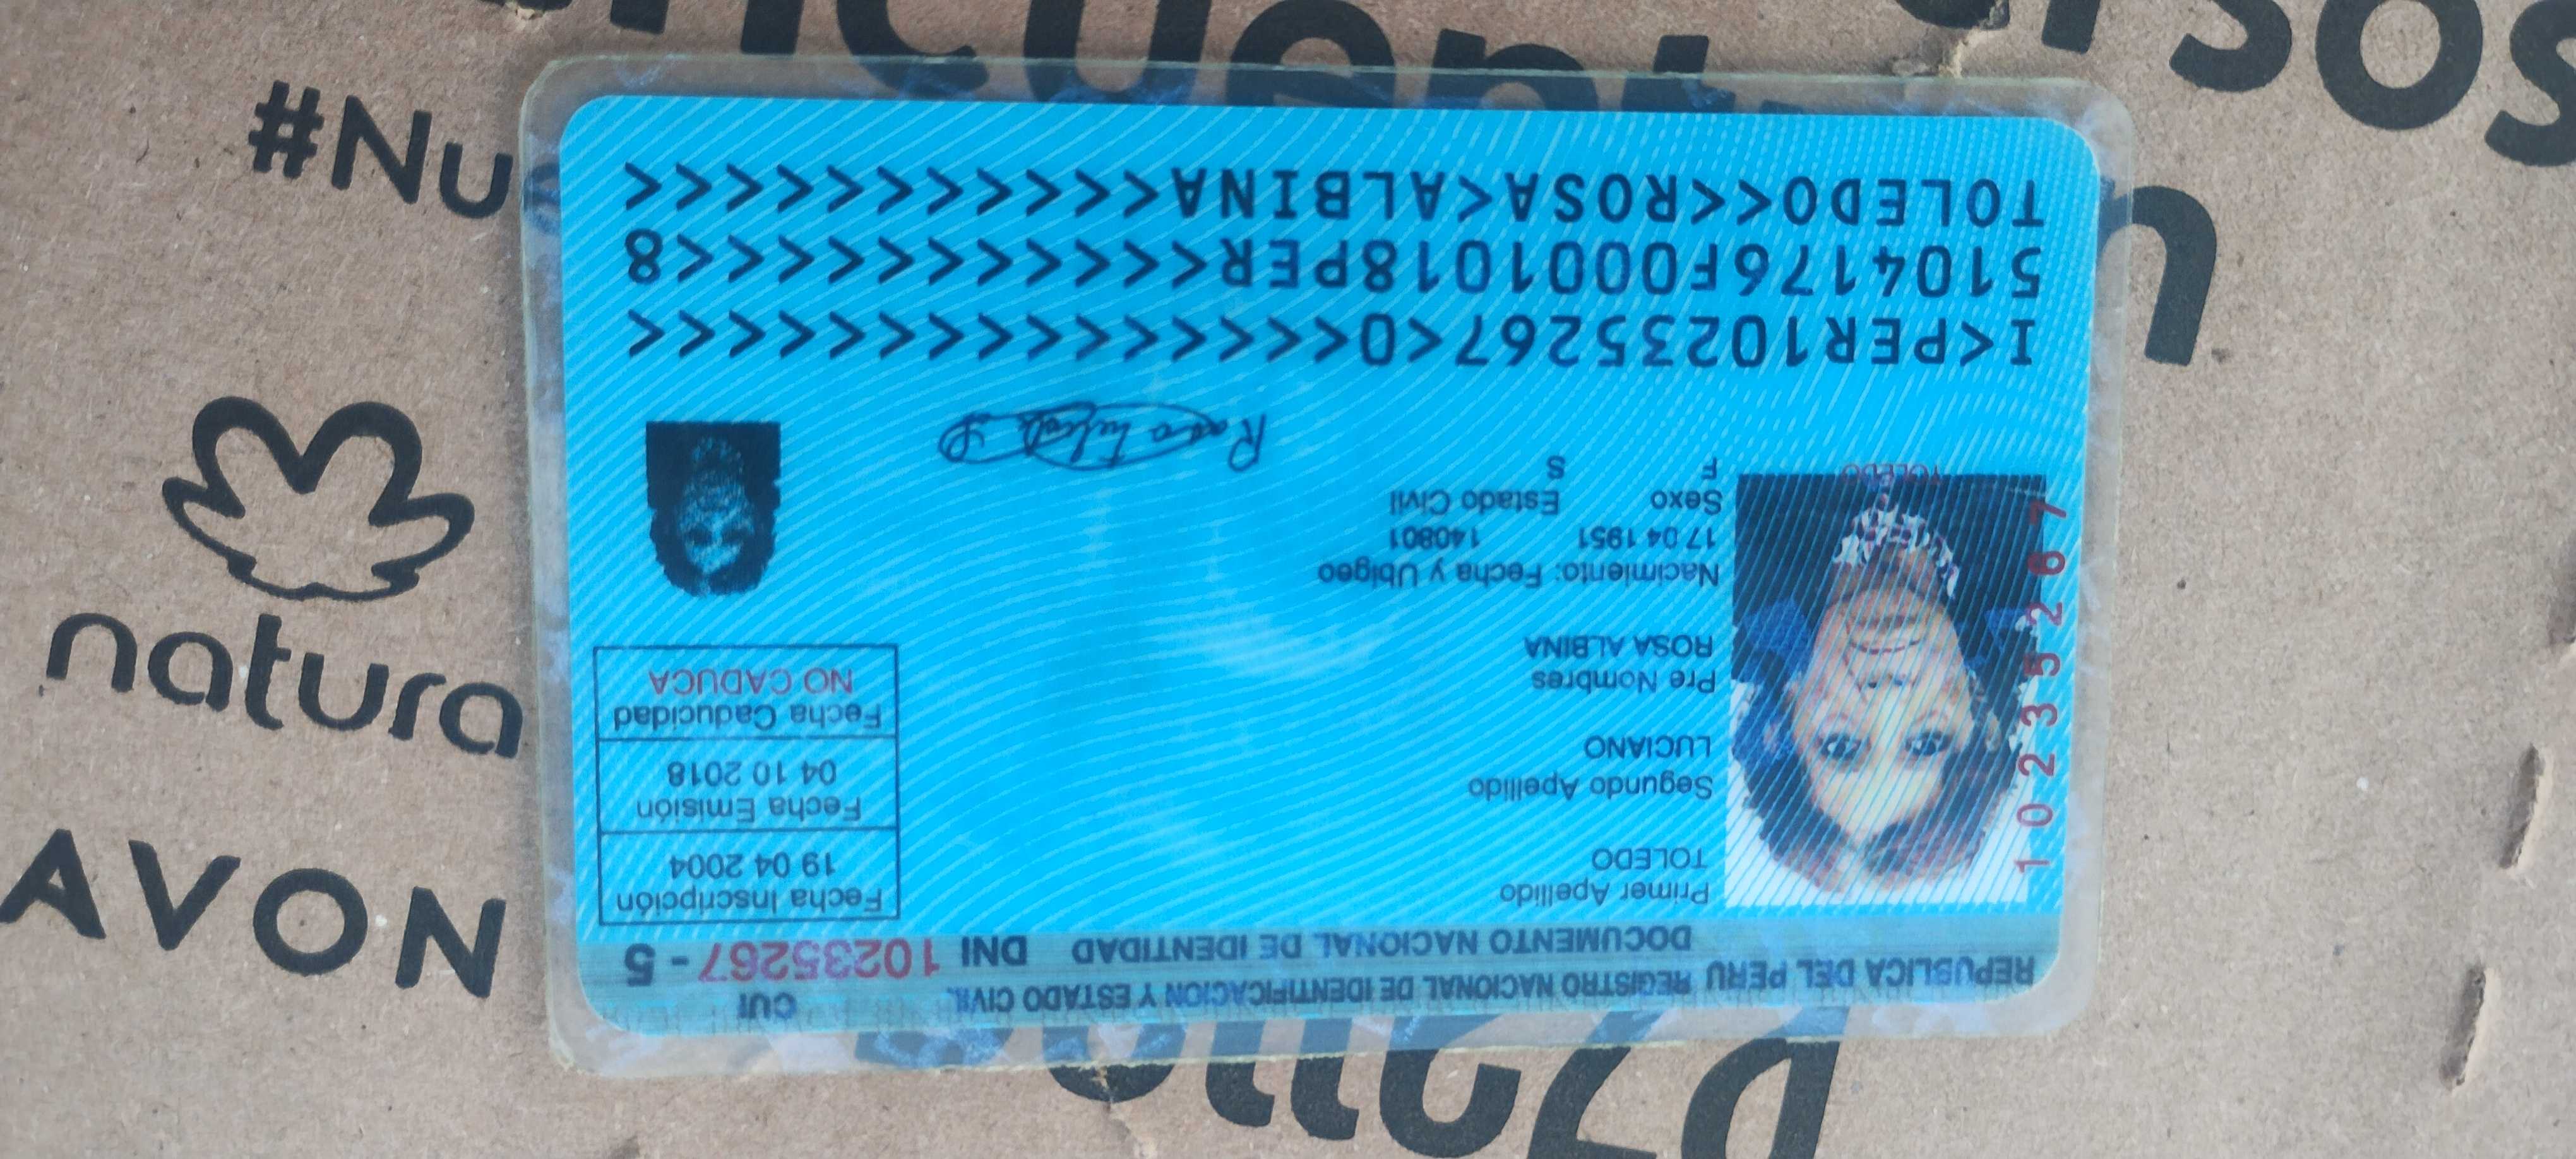 REPUBLICA DEL PERU REGISTRO NACIONAL DE IDENTIFICACION Y ESTADO CIVIL
CUI
DOCUMENTO NACIONAL DE IDENTIDAD DNI 10235267 - 5
Primer Apellido
TOLEDO
Segundo Apellido
LUCIANO
Pre Nombres
ROSA ALBINA
Nacimiento: Fecha y Ubigeo
17 04 1951 140801
Sexo Estado Civil
F S
Fecha Inscripción
19 04 2004
Fecha Emisión
04 10 2018
Fecha Caducidad
NO CADUCA
10235267
TOLEDO
I<PER10235267<0<<<<<<<<<<<<<<<
5104176F0001018PER<<<<<<<<<<<8
TOLEDO<<ROSA<ALBINA<<<<<<<<<<<
#Nu
natura
AVON